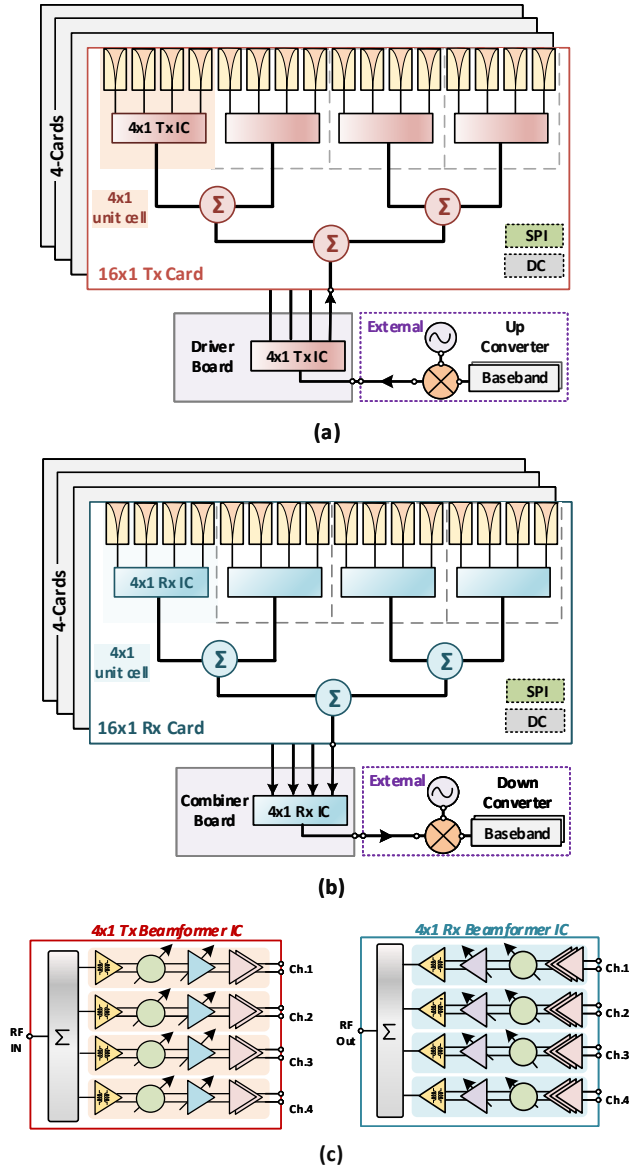 4-Cards
4x1 Tx IC
4x1
unit cell
Σ
Σ
Σ
SPI
DC
16x1 Tx Card
Driver
Board
4x1 Tx IC
External
Up
Converter
Baseband
(a)
4-Cards
4x1 Rx IC
4x1
unit cell
Σ
Σ
Σ
SPI
DC
16x1 Rx Card
Combiner
Board
4x1 Rx IC
External
Down
Converter
Baseband
(b)
4x1 Tx Beamformer IC
RF
IN
Σ
Ch.1
Ch.2
Ch.3
Ch.4
4x1 Rx Beamformer IC
RF
Out
Σ
Ch.1
Ch.2
Ch.3
Ch.4
(c)